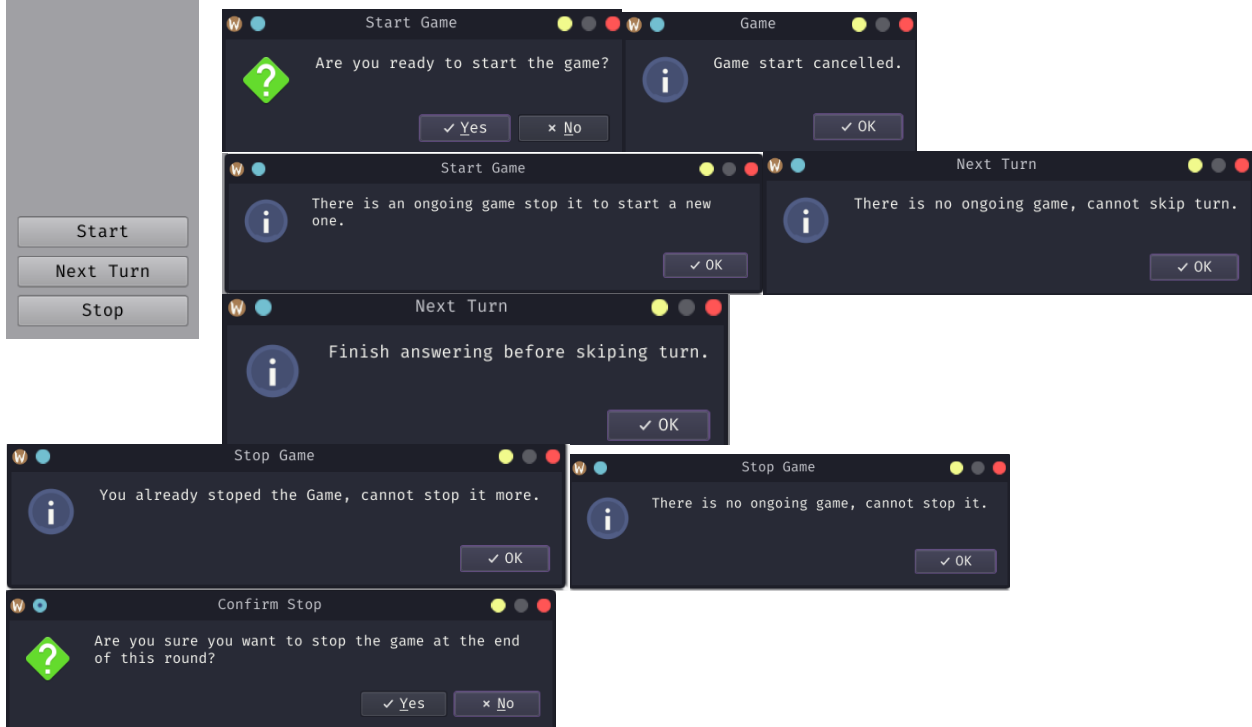 Start
Next Turn
Stop
Start Game
Are you ready to start the game?
Yes
No
Game
Game start cancelled.
OK
Start Game
There is an ongoing game stop it to start a new
one.
OK
Next Turn
There is no ongoing game, cannot skip turn.
OK
Next Turn
Finish answering before skiping turn.
OK
Stop Game
You already stoped the Game, cannot stop it more.
OK
Stop Game
There is no ongoing game, cannot stop it.
OK
Confirm Stop
Are you sure you want to stop the game at the end
of this round?
Yes
No